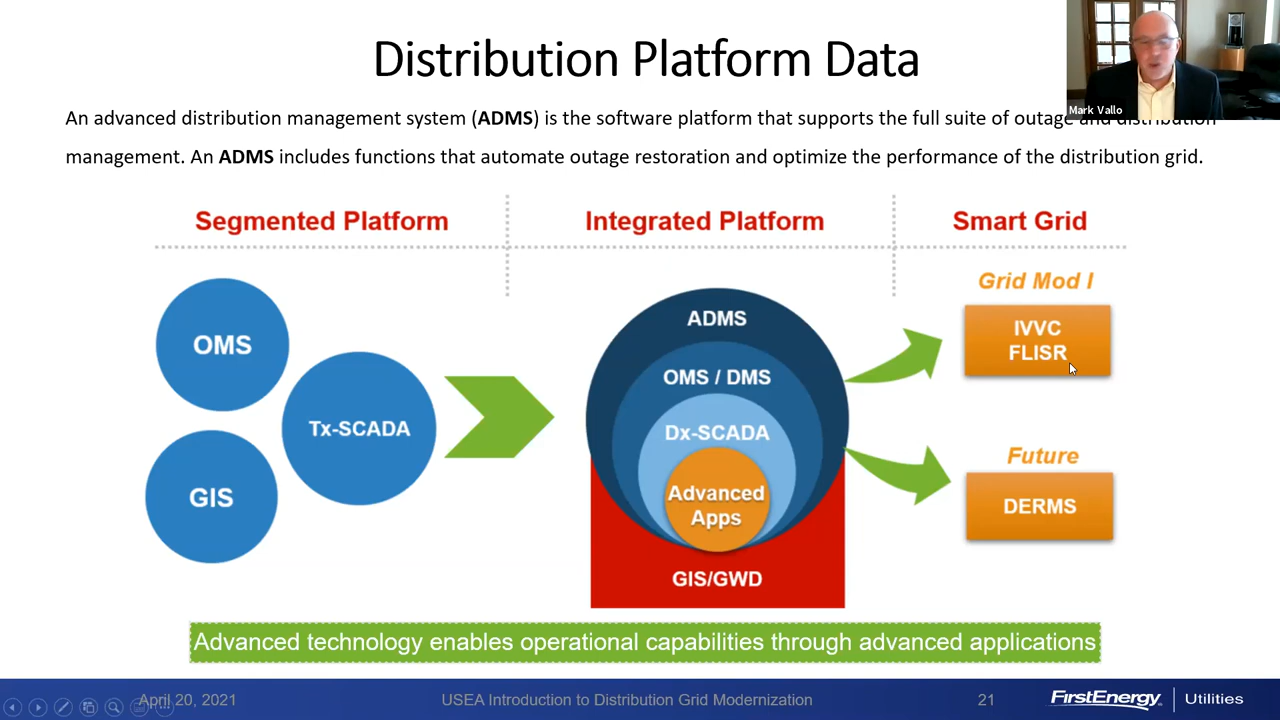 Distribution Platform Data
Mark Vallo
An advanced distribution management system (ADMS) is the software platform that supports the full suite of outage and distribution
management. An ADMS includes functions that automate outage restoration and optimize the performance of the distribution grid.
Segmented Platform
Integrated Platform
Smart Grid
OMS
Tx-SCADA
GIS
ADMS
OMS / DMS
Dx-SCADA
Advanced
Apps
GIS/GWD
Grid Mod I
IVVC
FLISR
Future
DERMS
Advanced technology enables operational capabilities through advanced applications
April 20, 2021
USEA Introduction to Distribution Grid Modernization
21
FirstEnergy
Utilities